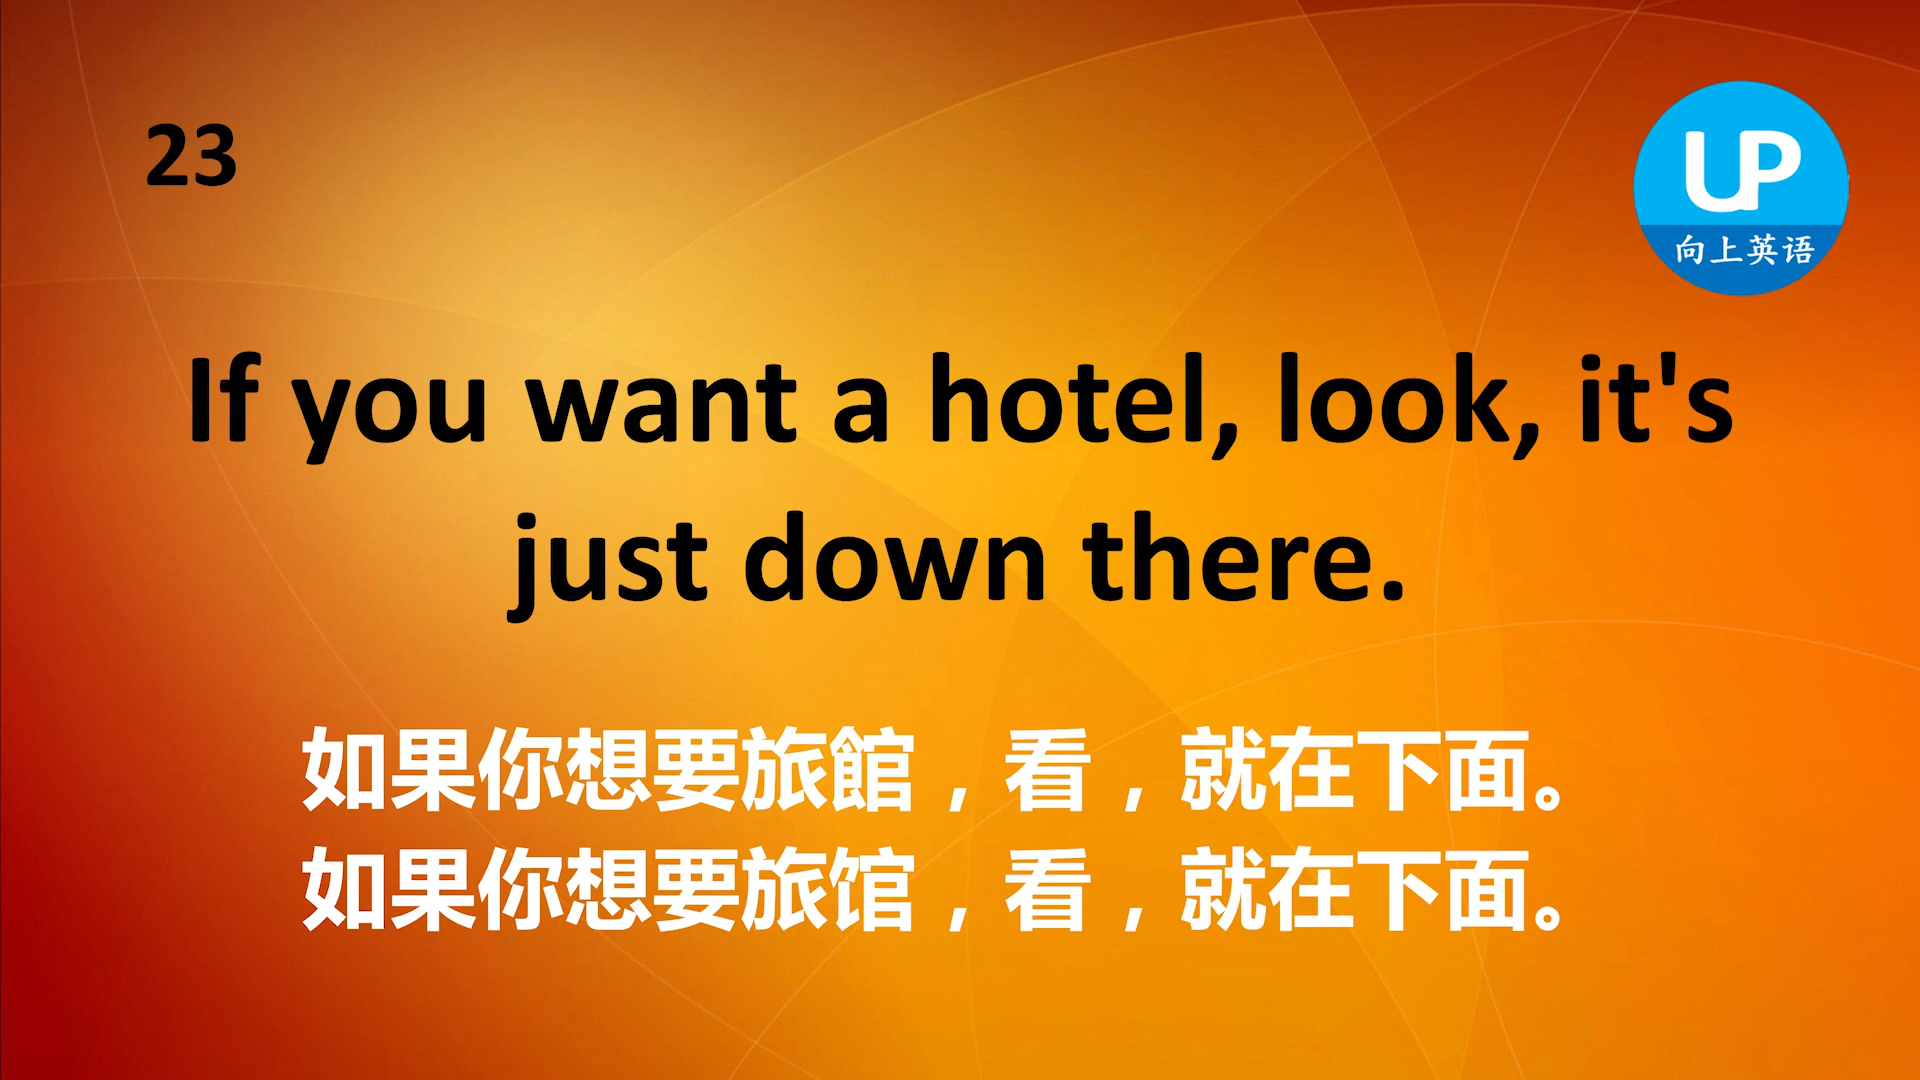 23
UP
向上英语
If you want a hotel, look, it's
just down there.
如果你想要旅館，看，就在下面。
如果你想要旅馆，看，就在下面。